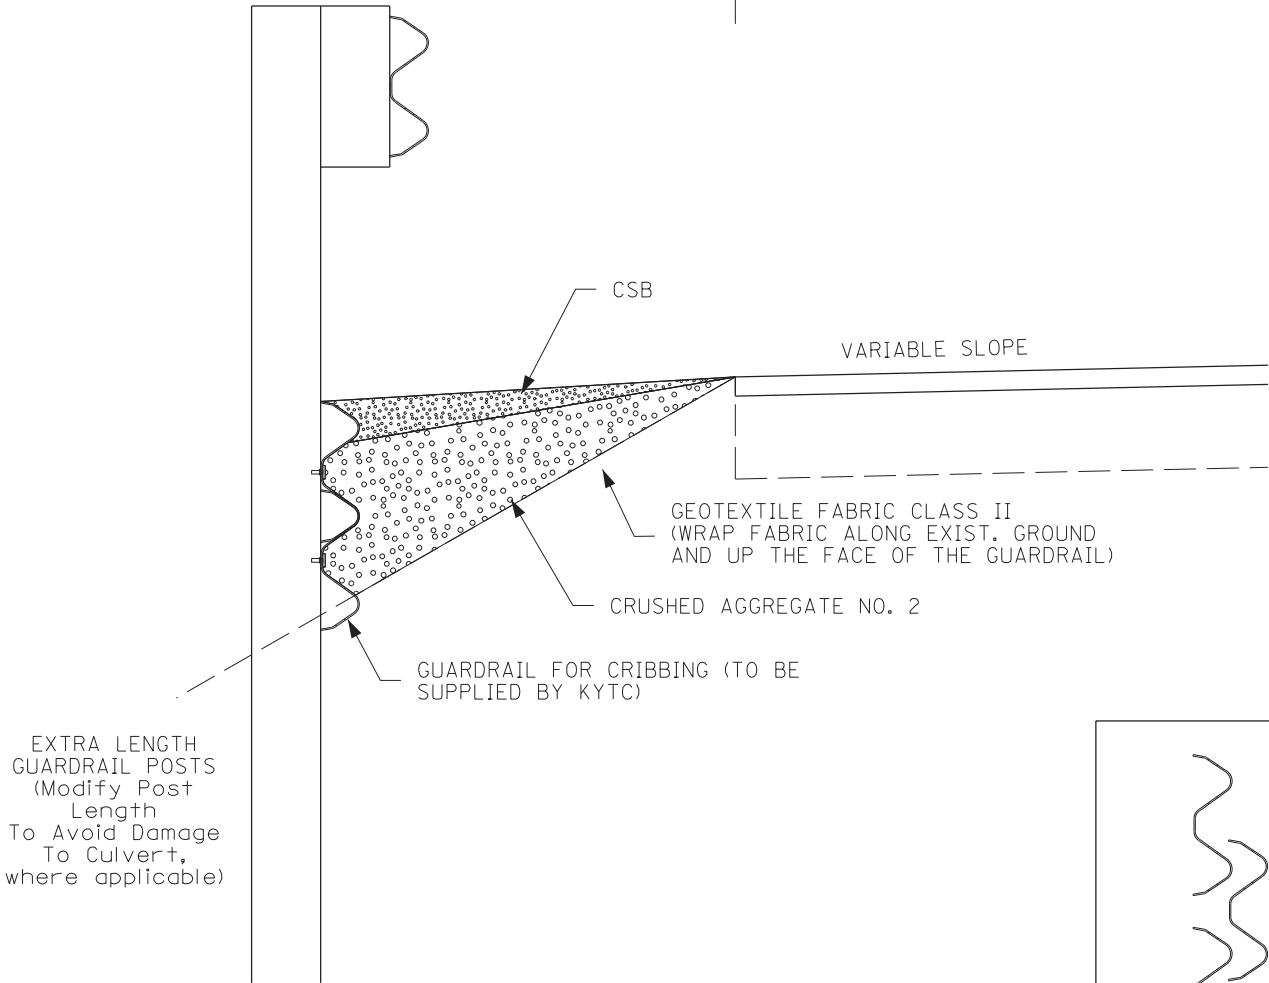 CSB
VARIABLE SLOPE
GEOTEXTILE FABRIC CLASS II
(WRAP FABRIC ALONG EXIST. GROUND
AND UP THE FACE OF THE GUARDRAIL)
CRUSHED AGGREGATE NO. 2
GUARDRAIL FOR CRIBBING (TO BE
SUPPLIED BY KYTC)
EXTRA LENGTH
GUARDRAIL POSTS
(Modify Post
Length
To Avoid Damage
To Culvert,
where applicable)